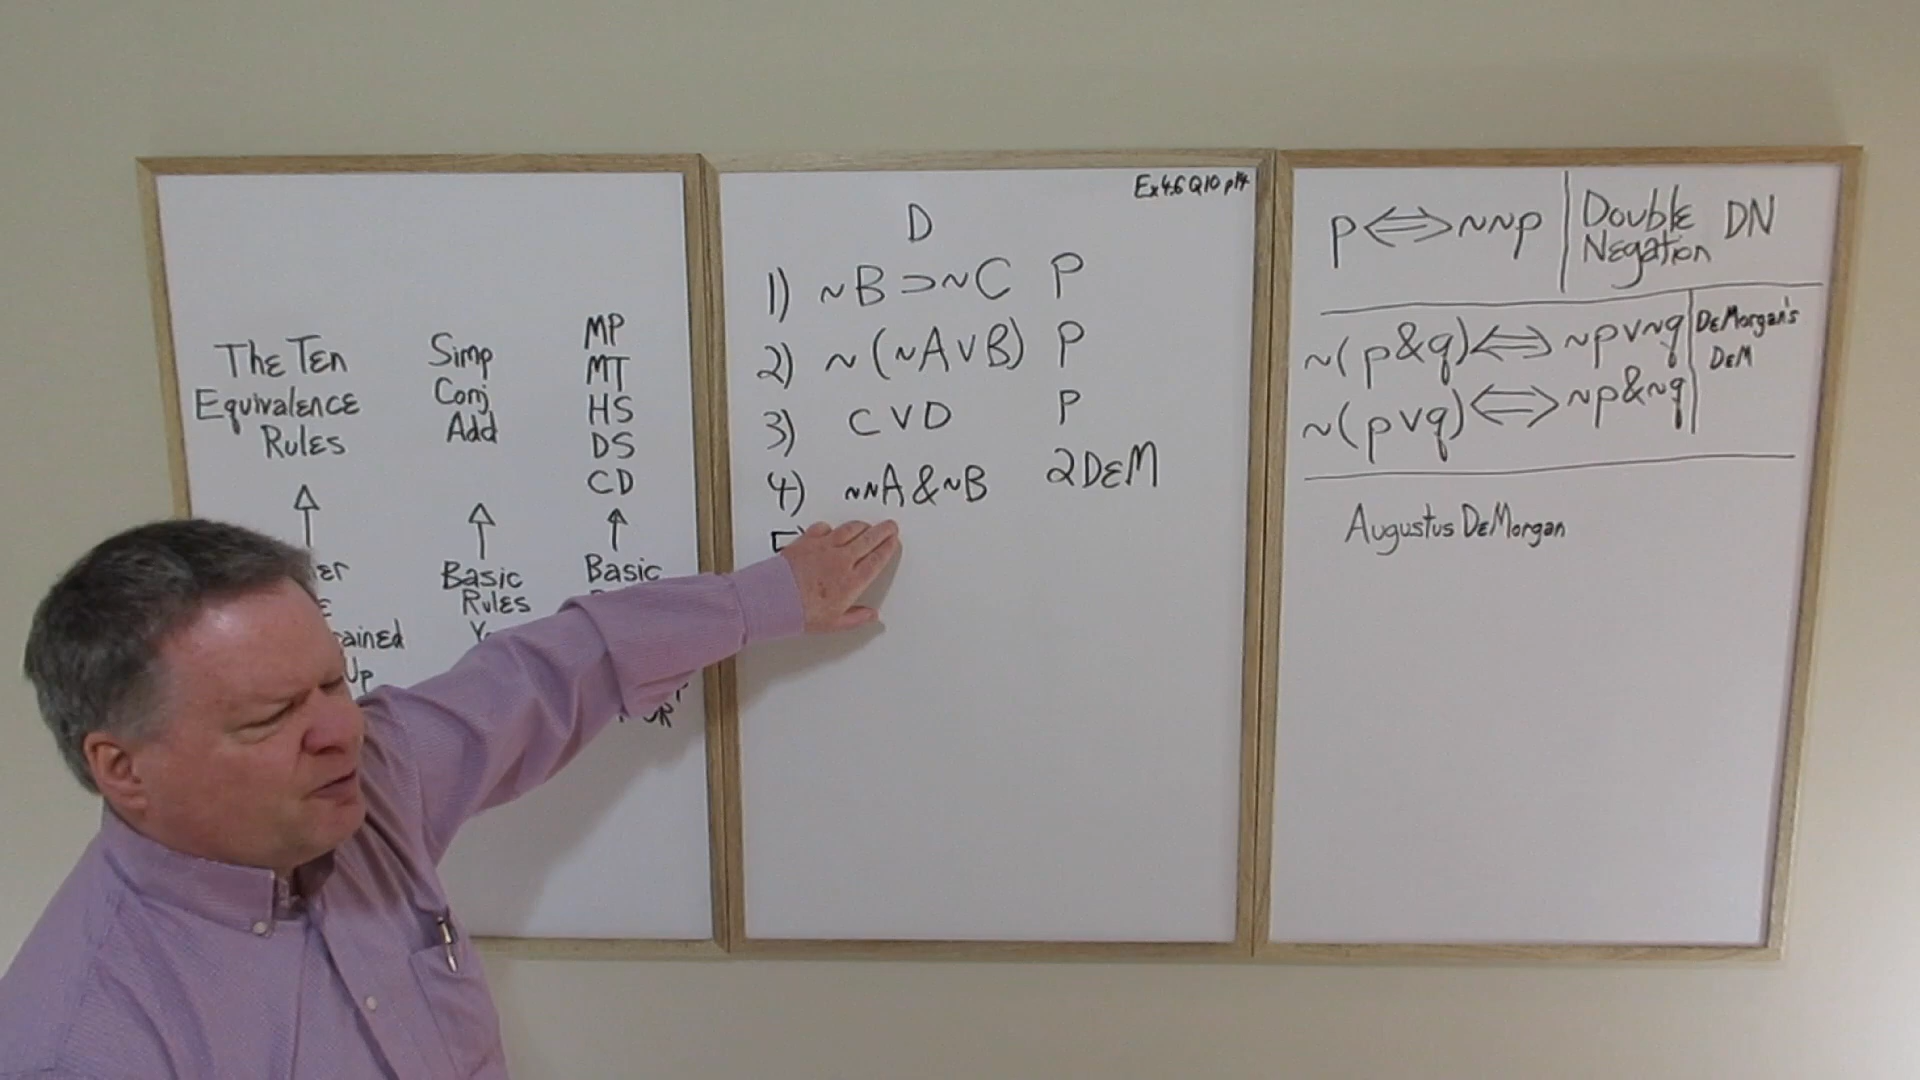 The Ten
Equivalence
Rules
Simp
Conj
Add
MP
MT
HS
DS
CD
Basic
Rules
Basic
Up
Ex4.6 Q10 p14
D
1) ~B⊃~C P
2) ~(~A∨B) P
3) C∨D P
4) ~~A&~B 2DeM
p⟺~~p | Double Negation DN
~(p&q)⟺~p∨~q DeMorgan's
~(p∨q)⟺~p&~q DeM
Augustus DeMorgan